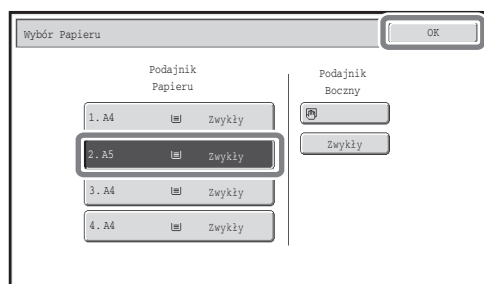 Wybór Papieru
OK
Podajnik
Papieru
1. A4 Zwykły
2. A5 Zwykły
3. A4 Zwykły
4. A4 Zwykły
Podajnik
Boczny
Zwykły